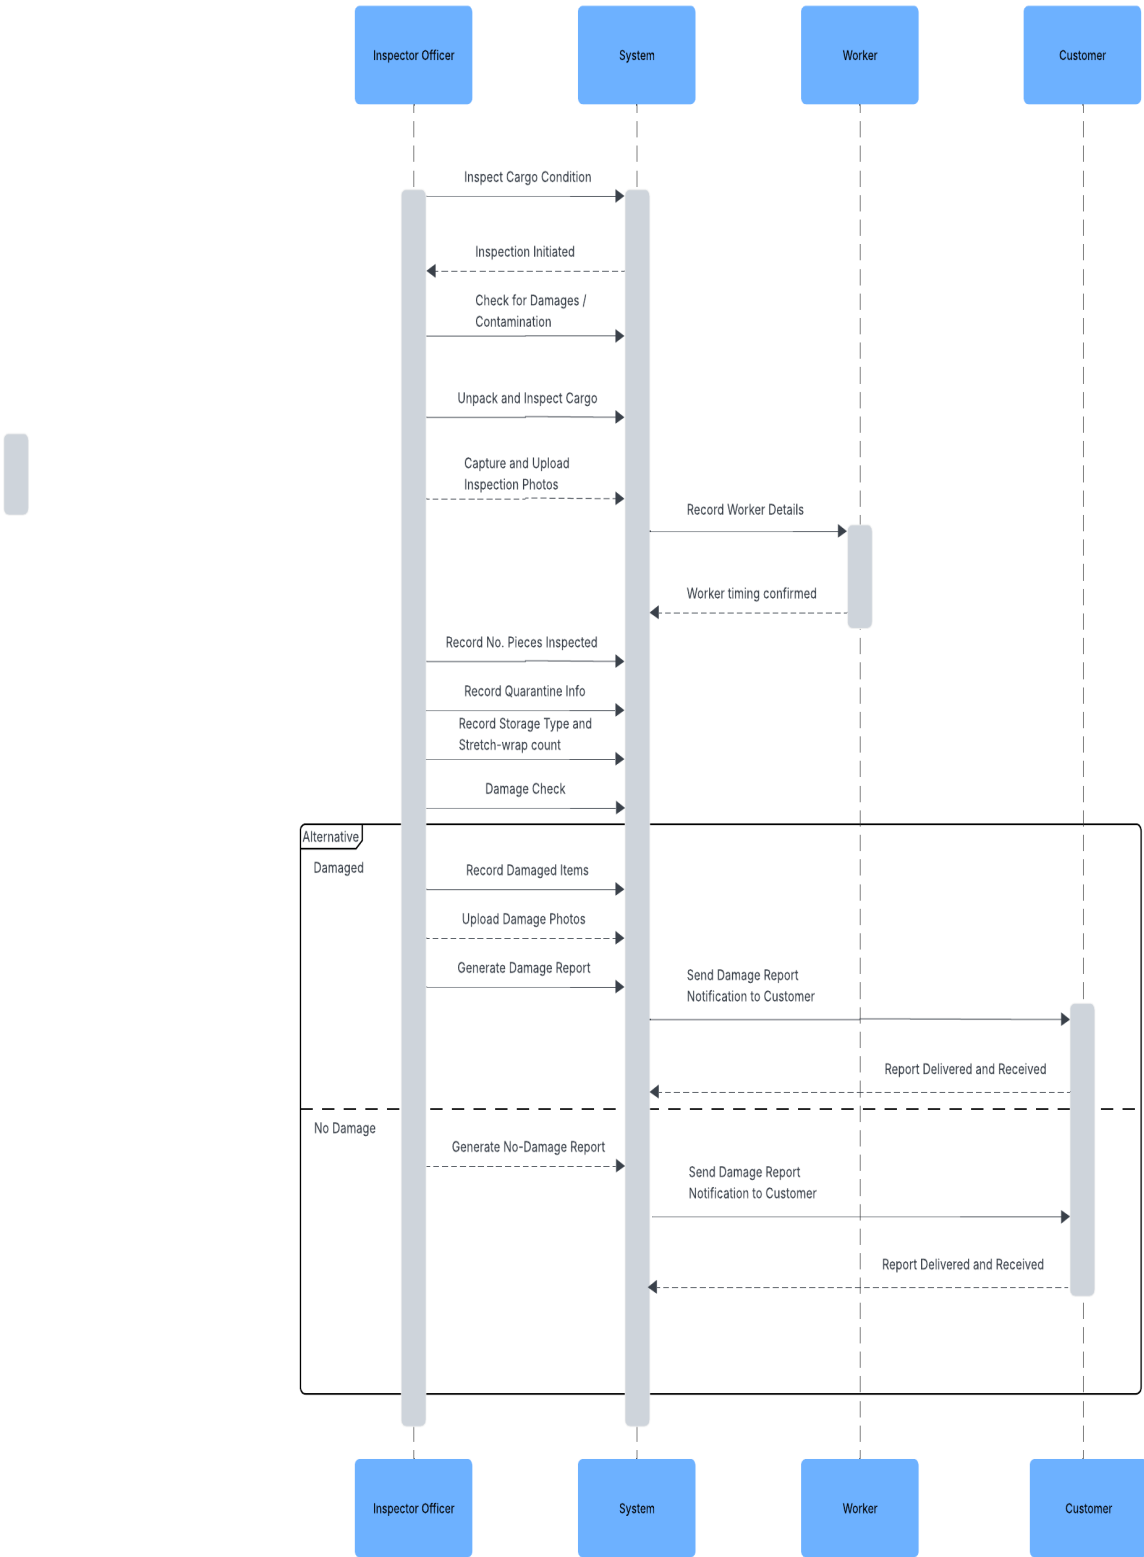 Inspector Officer
System
Worker
Customer
Inspect Cargo Condition
Inspection Initiated
Check for Damages /
Contamination
Unpack and Inspect Cargo
Capture and Upload
Inspection Photos
Record Worker Details
Worker timing confirmed
Record No. Pieces Inspected
Record Quarantine Info
Record Storage Type and
Stretch-wrap count
Damage Check
Alternative
Damaged
Record Damaged Items
Upload Damage Photos
Generate Damage Report
Send Damage Report
Notification to Customer
Report Delivered and Received
No Damage
Generate No-Damage Report
Send Damage Report
Notification to Customer
Report Delivered and Received
Inspector Officer
System
Worker
Customer